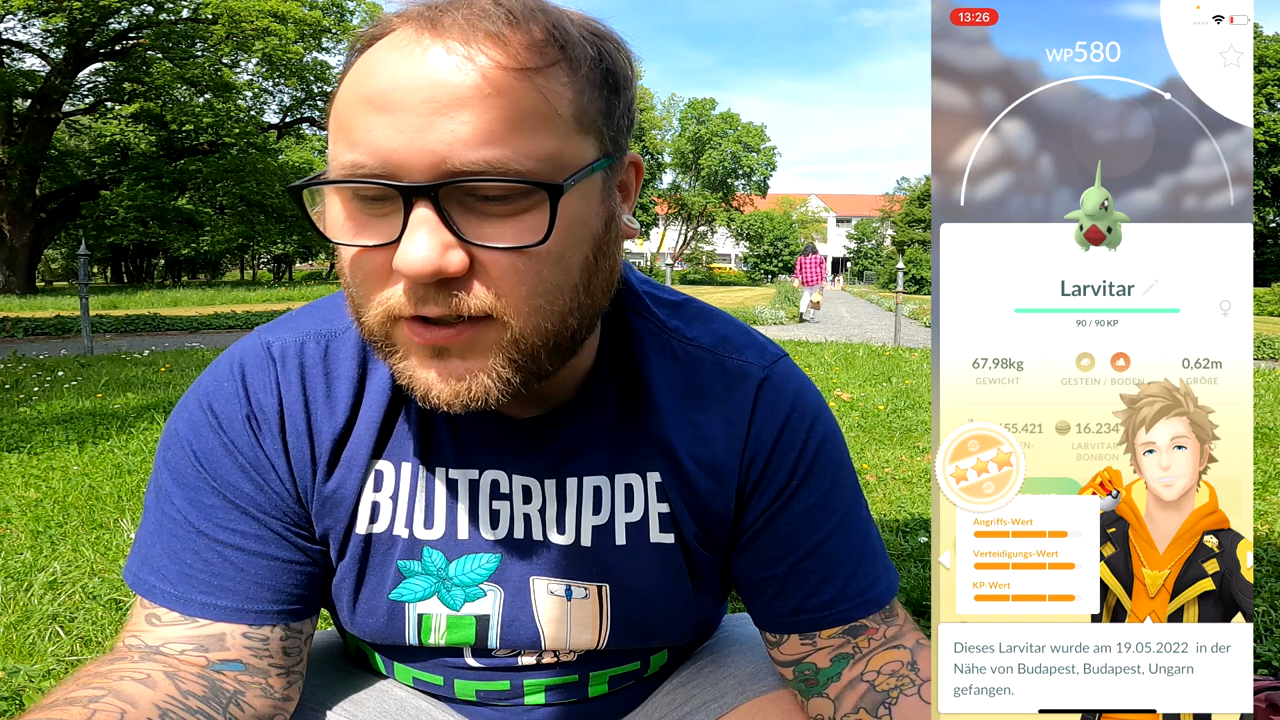 BLUTGRUPPE
13:26
WP580
Larvitar
90 / 90 KP
67,98kg
GEWICHT
GESTEIN / BODEN
0,62m
GRÖßE
55.421
16.234
LARVITAR
BONBON
Angriffs-Wert
Verteidigungs-Wert
KP-Wert
Dieses Larvitar wurde am 19.05.2022 in der
Nähe von Budapest, Budapest, Ungarn
gefangen.